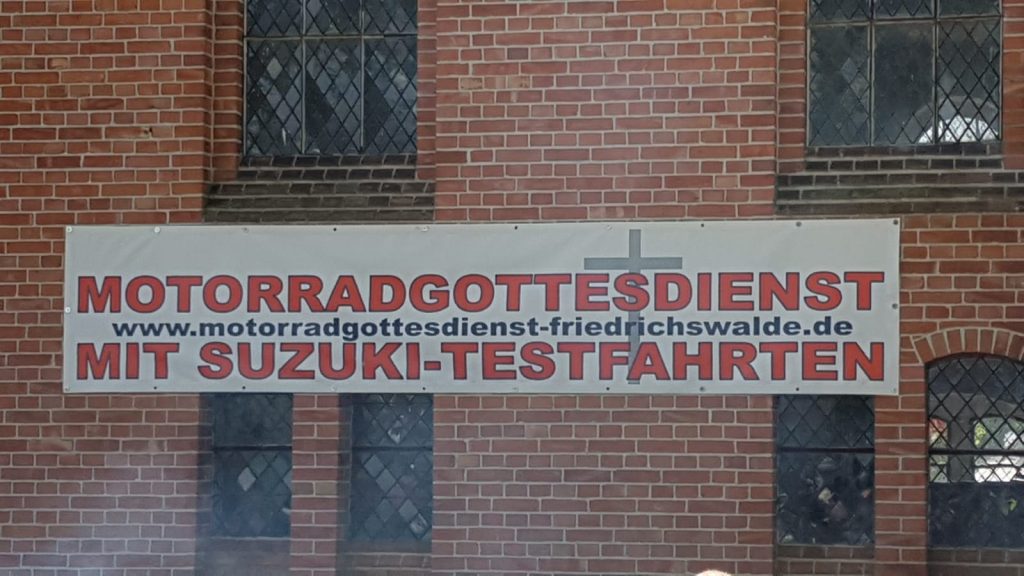 MOTORRADGOTTESDIENST
www.motorradgottesdienst-friedrichswalde.de
MIT SUZUKI-TESTFAHRTEN